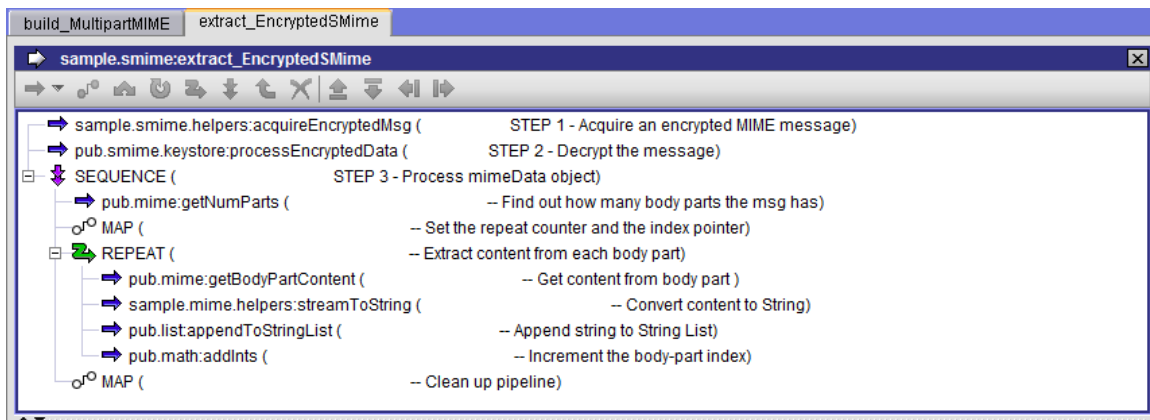 build_MultipartMIME extract_EncryptedSMime
sample.smime:extract_EncryptedSMime
sample.smime.helpers:acquireEncryptedMsg ( STEP 1 - Acquire an encrypted MIME message)
pub.smime.keystore:processEncryptedData ( STEP 2 - Decrypt the message)
SEQUENCE ( STEP 3 - Process mimeData object)
pub.mime:getNumParts ( -- Find out how many body parts the msg has)
MAP ( -- Set the repeat counter and the index pointer)
REPEAT ( -- Extract content from each body part)
pub.mime:getBodyPartContent ( -- Get content from body part )
sample.mime.helpers:streamToString ( -- Convert content to String)
pub.list:appendToStringList ( -- Append string to String List)
pub.math:addInts ( -- Increment the body-part index)
MAP ( -- Clean up pipeline)